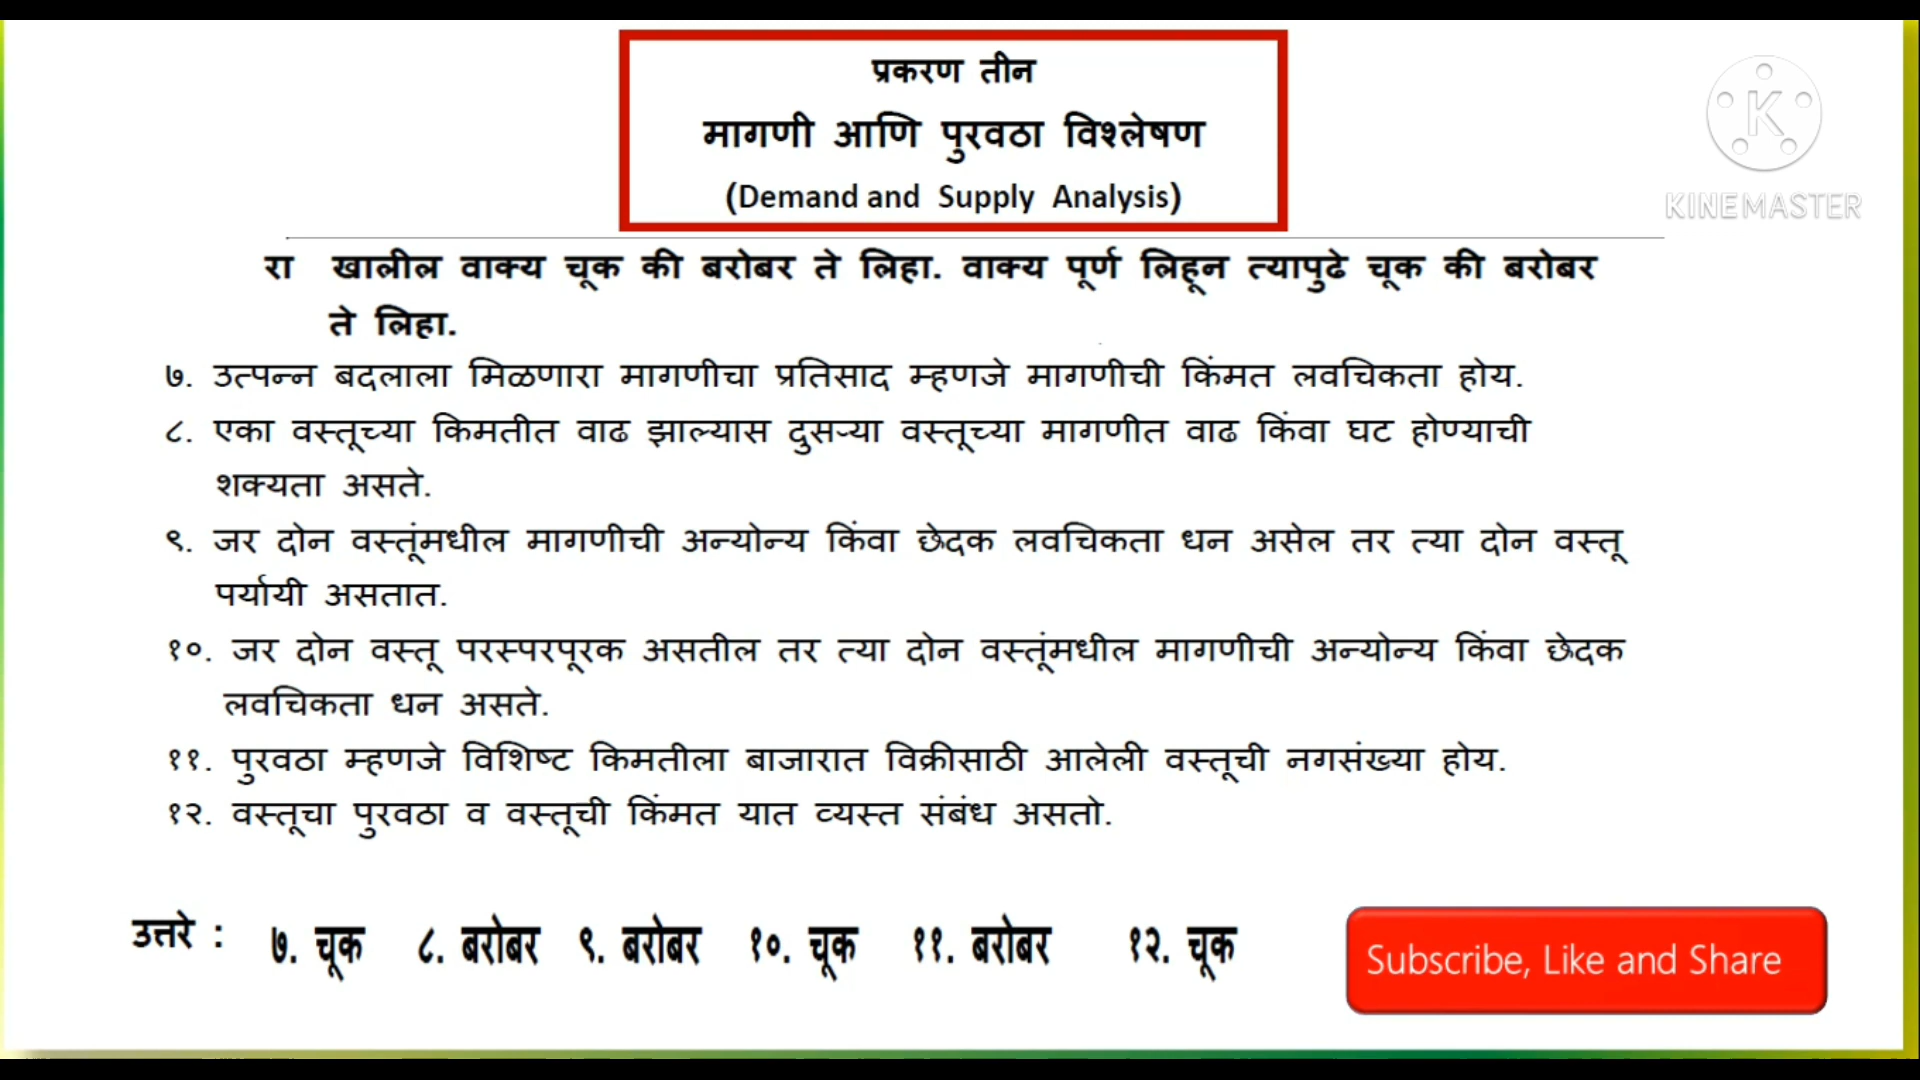 प्रकरण तीन
मागणी आणि पुरवठा विश्लेषण
(Demand and Supply Analysis)
KINEMASTER
रा खालील वाक्य चूक की बरोबर ते लिहा. वाक्य पूर्ण लिहून त्यापुढे चूक की बरोबर
ते लिहा.
७. उत्पन्न बदलाला मिळणारा मागणीचा प्रतिसाद म्हणजे मागणीची किंमत लवचिकता होय.
८. एका वस्तूच्या किमतीत वाढ झाल्यास दुसऱ्या वस्तूच्या मागणीत वाढ किंवा घट होण्याची
शक्यता असते.
९. जर दोन वस्तूंमधील मागणीची अन्योन्य किंवा छेदक लवचिकता धन असेल तर त्या दोन वस्तू
पर्यायी असतात.
१०. जर दोन वस्तू परस्परपूरक असतील तर त्या दोन वस्तूंमधील मागणीची अन्योन्य किंवा छेदक
लवचिकता धन असते.
११. पुरवठा म्हणजे विशिष्ट किमतीला बाजारात विक्रीसाठी आलेली वस्तूची नगसंख्या होय.
१२. वस्तूचा पुरवठा व वस्तूची किंमत यात व्यस्त संबंध असतो.
उत्तरे : ७. चूक ८. बरोबर ९. बरोबर १०. चूक ११. बरोबर १२. चूक
Subscribe, Like and Share